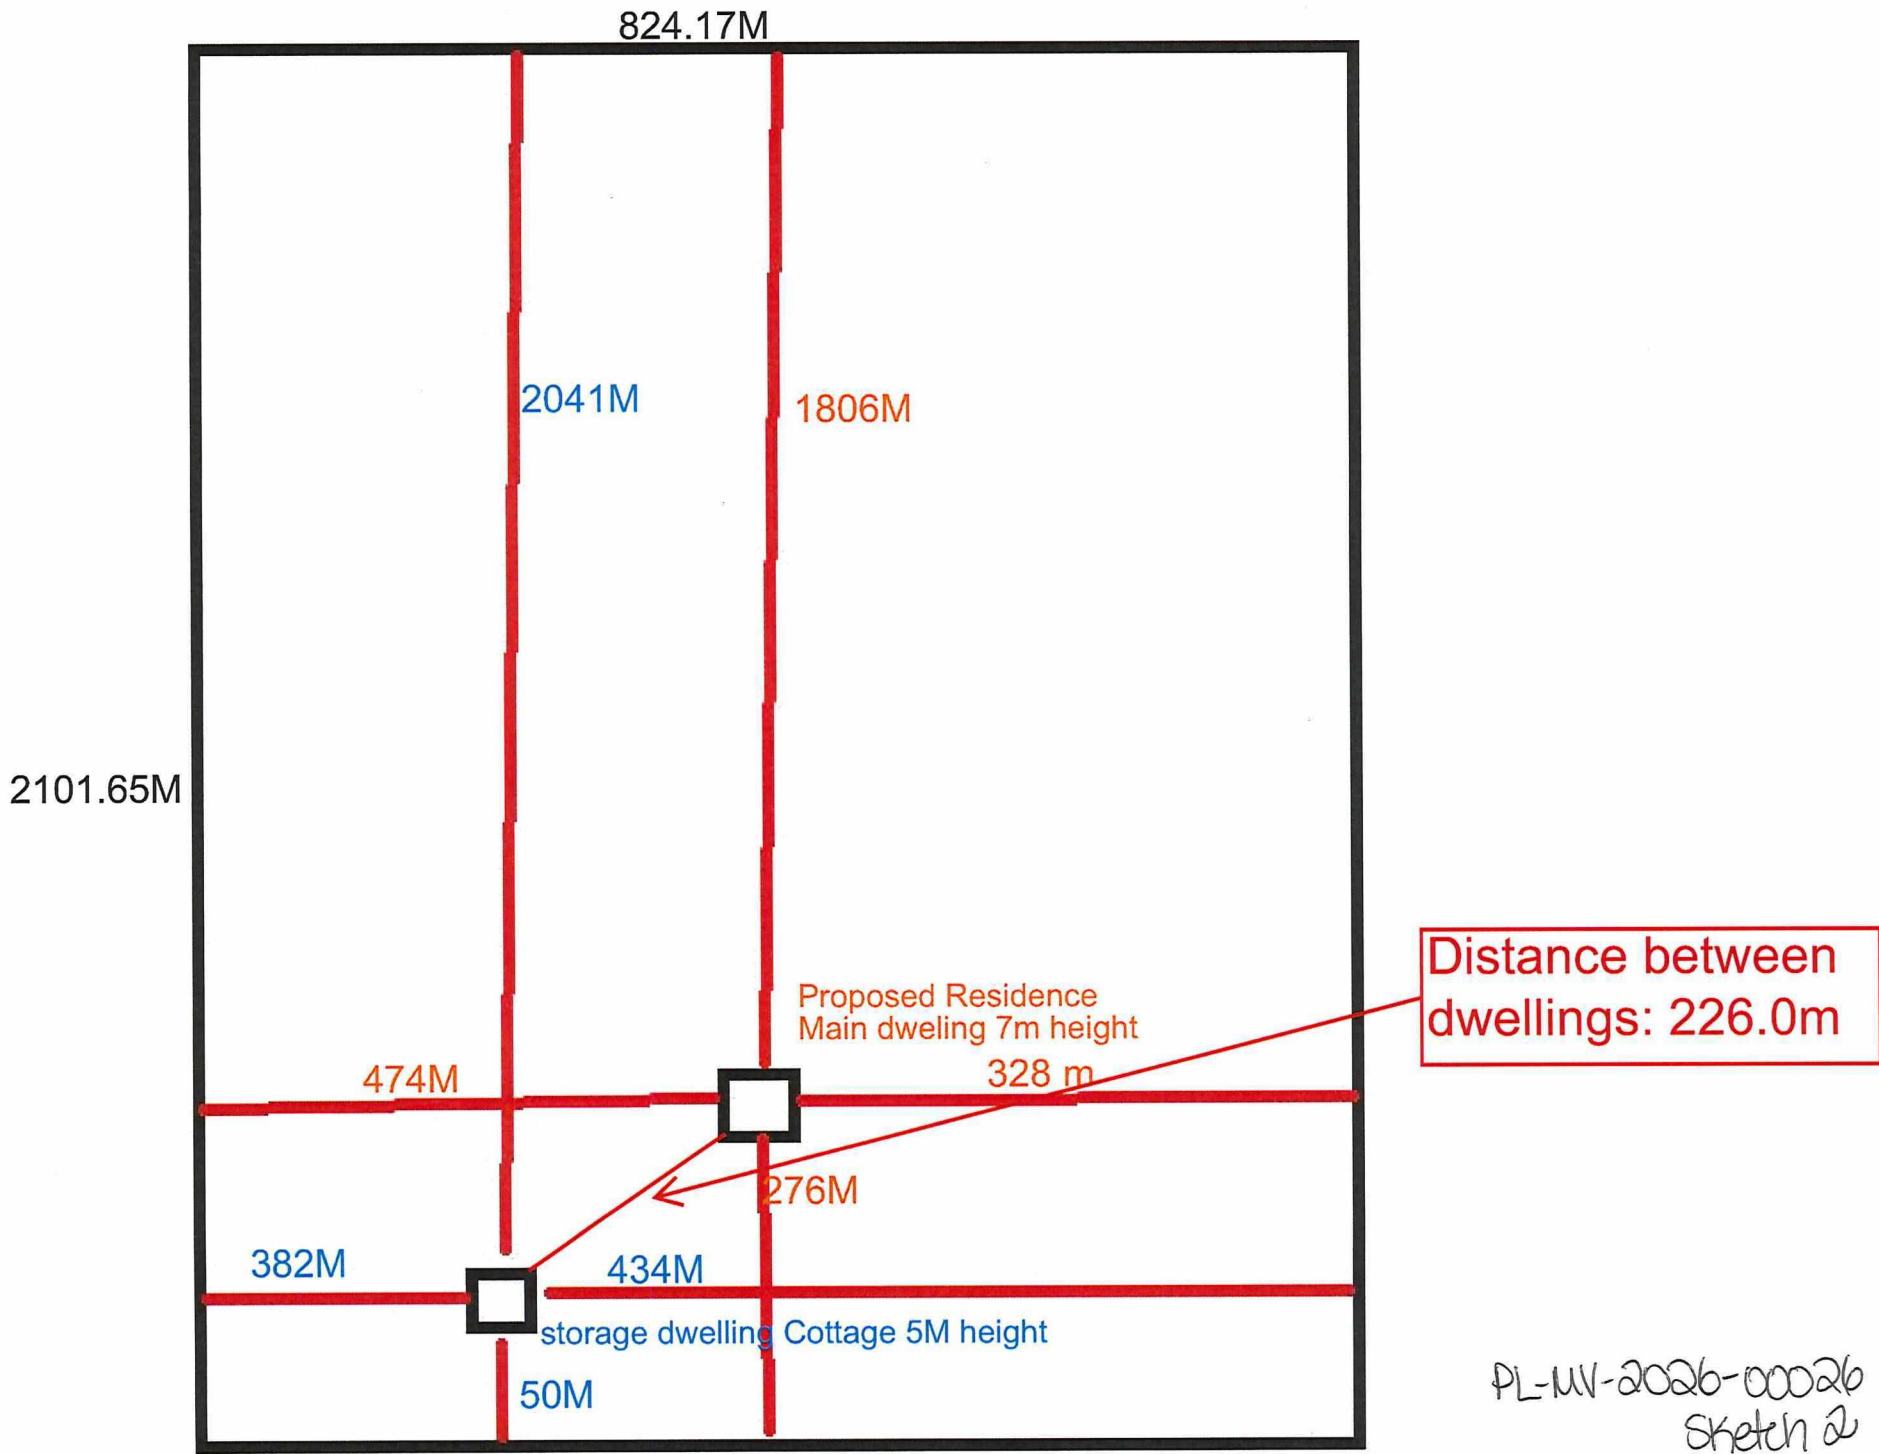 824.17M
2041M
1806M
2101.65M
Distance between
dwellings: 226.0m
Proposed Residence
Main dweling 7m height
474M
328 m
276M
382M
434M
storage dwelling Cottage 5M height
50M
PL-MV-2026-00026
Sketch 2